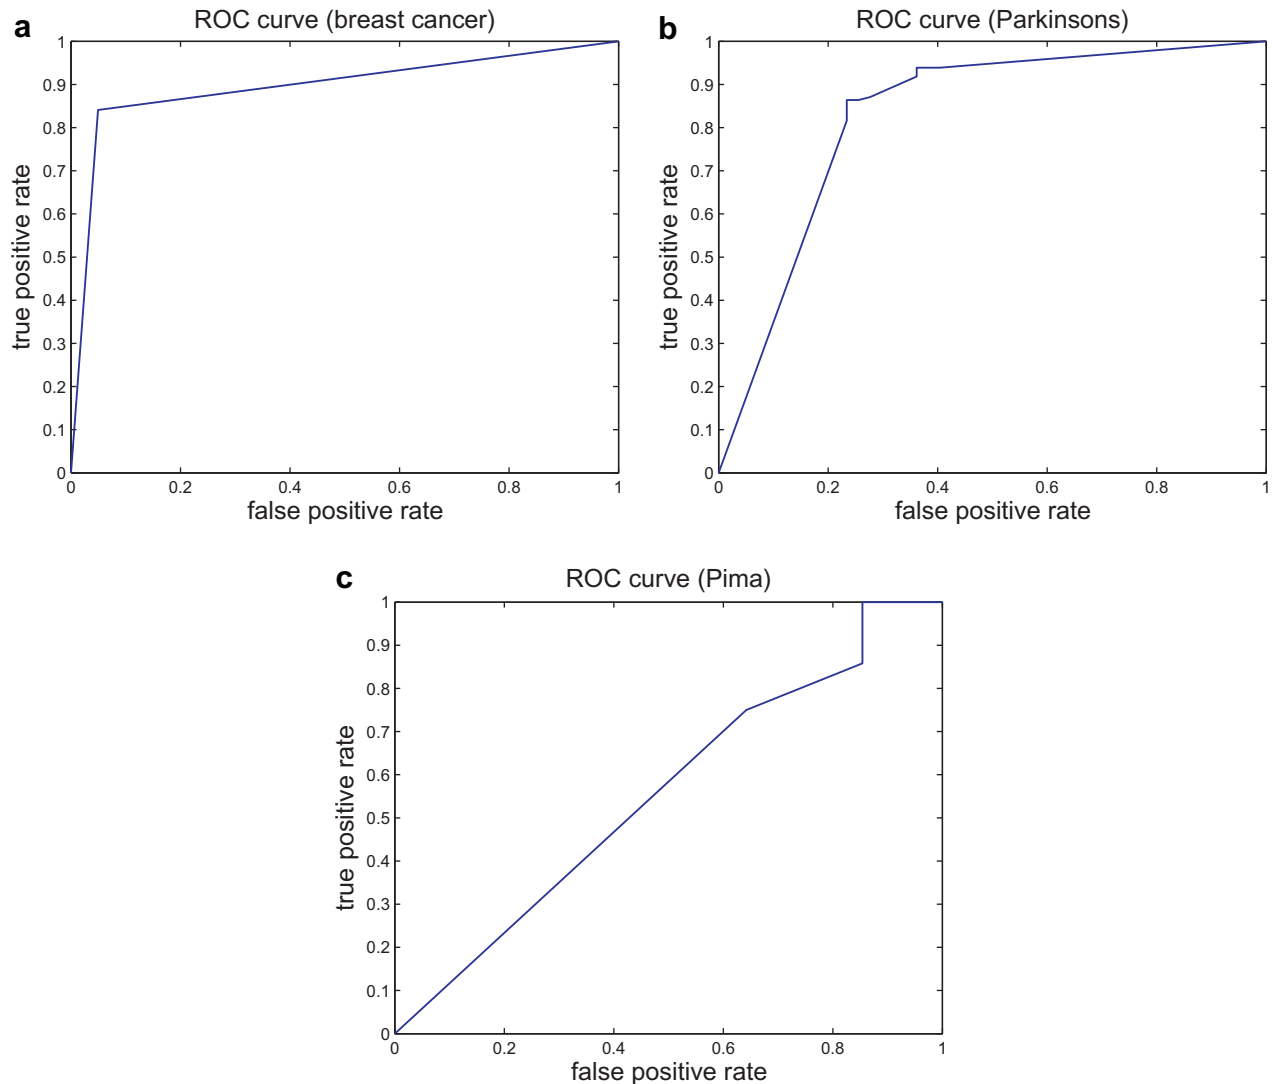 a
ROC curve (breast cancer)
1
0.9
0.8
0.7
0.6
0.5
0.4
0.3
0.2
0.1
0
true positive rate
0 0.2 0.4 0.6 0.8 1
false positive rate
b
ROC curve (Parkinsons)
1
0.9
0.8
0.7
0.6
0.5
0.4
0.3
0.2
0.1
0
true positive rate
0 0.2 0.4 0.6 0.8 1
false positive rate
c
ROC curve (Pima)
1
0.9
0.8
0.7
0.6
0.5
0.4
0.3
0.2
0.1
0
true positive rate
0 0.2 0.4 0.6 0.8 1
false positive rate